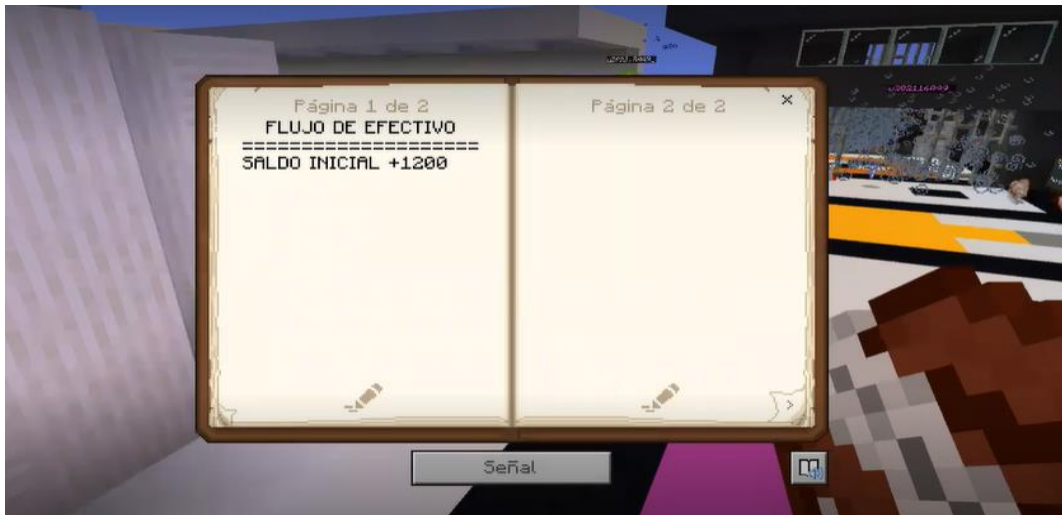 Página 1 de 2
FLUJO DE EFECTIVO
====================
SALDO INICIAL +1200
Página 2 de 2
Señal